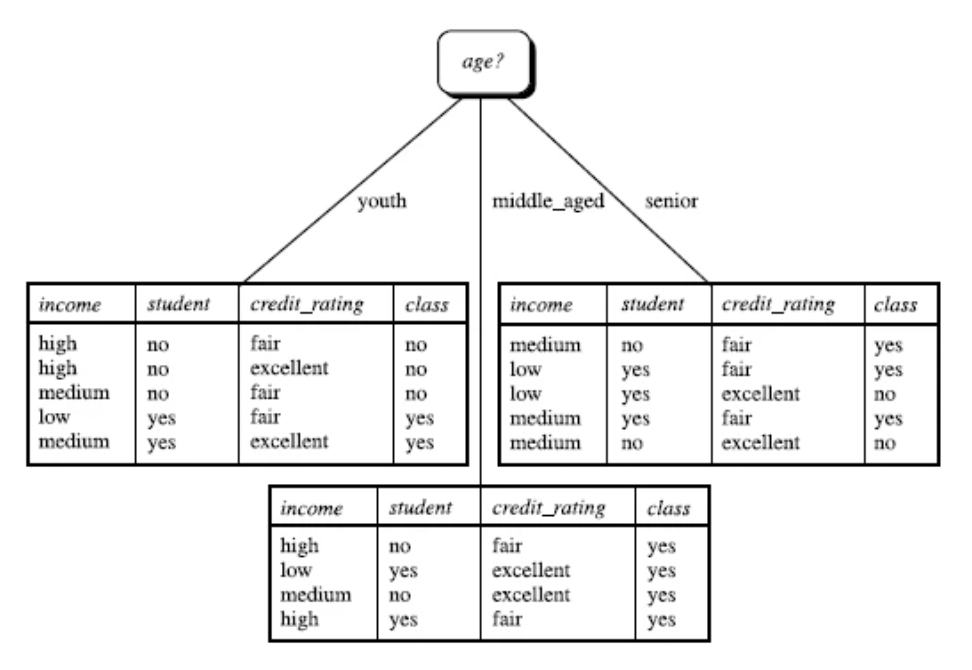 age?
youth
middle_aged
senior
income student credit_rating class
high no fair no
high no excellent no
medium no fair no
low yes fair yes
medium yes excellent yes
income student credit_rating class
medium no fair yes
low yes fair yes
low yes excellent no
medium yes fair yes
medium no excellent no
income student credit_rating class
high no fair yes
low yes excellent yes
medium no excellent yes
high yes fair yes